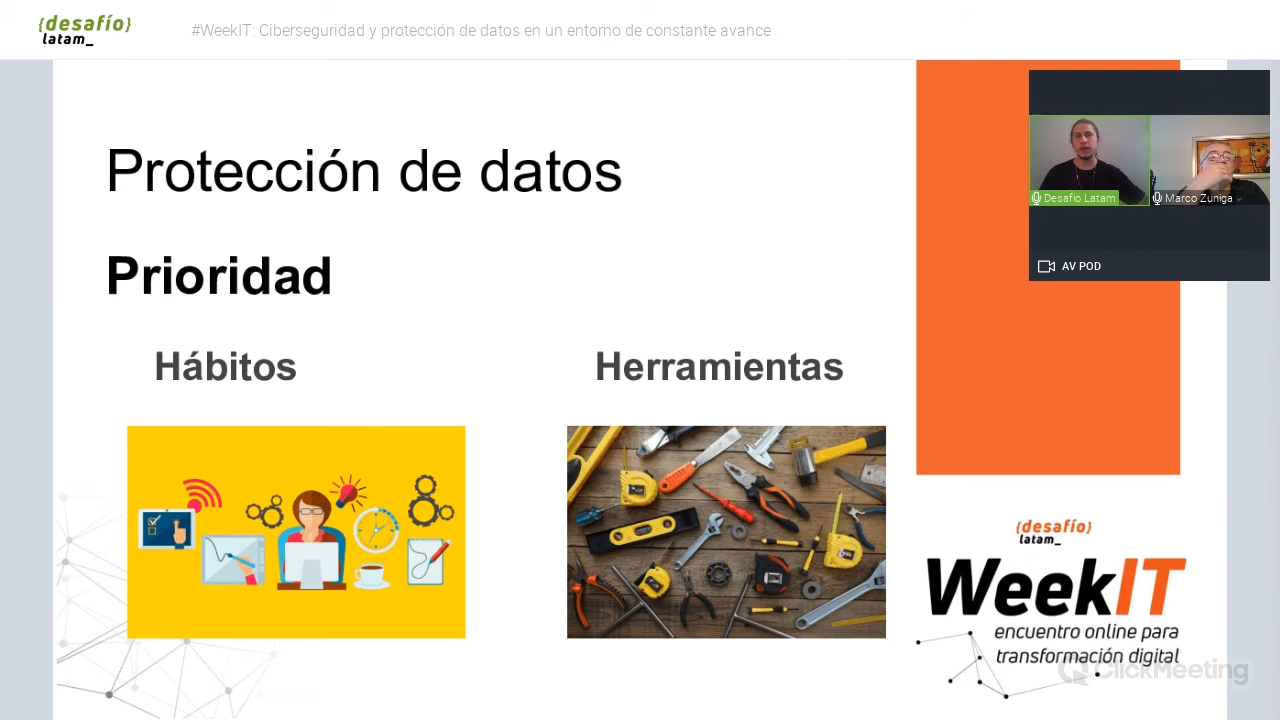 {desafío}
latam_
#WeekIT: Ciberseguridad y protección de datos en un entorno de constante avance
Protección de datos
Prioridad
Hábitos
Herramientas
Desafio Latam
Marco Zuniga
AV POD
{desafío}
latam_
WeekIT
encuentro online para
transformación digital
ClickMeeting